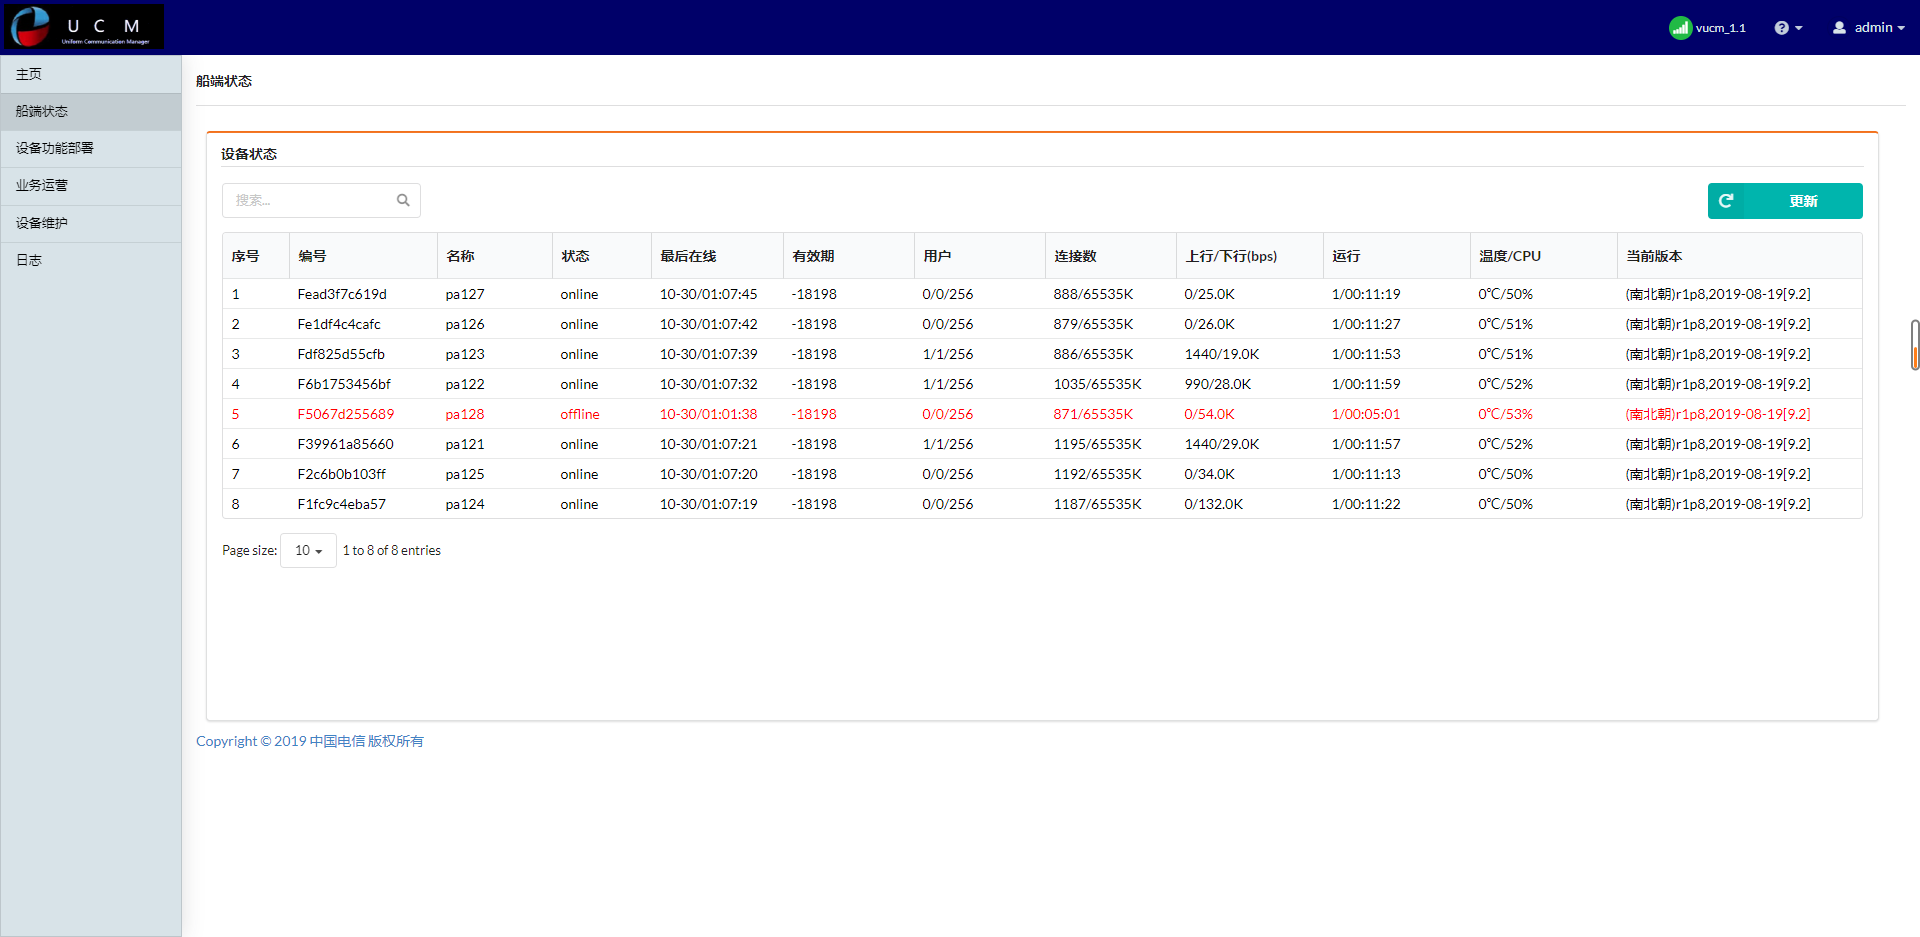 U C M
Uniform Communication Manager
vucm_1.1
admin
主页
船端状态
设备功能部署
业务运营
设备维护
日志
船端状态
设备状态
搜索...
更新
序号 编号 名称 状态 最后在线 有效期 用户 连接数 上行/下行(bps) 运行 温度/CPU 当前版本
1 Fead3f7c619d pa127 online 10-30/01:07:45 -18198 0/0/256 888/65535K 0/25.0K 1/00:11:19 0℃/50% (南北朝)r1p8,2019-08-19[9.2]
2 Fe1df4c4cafc pa126 online 10-30/01:07:42 -18198 0/0/256 879/65535K 0/26.0K 1/00:11:27 0℃/51% (南北朝)r1p8,2019-08-19[9.2]
3 Fdf825d55cfb pa123 online 10-30/01:07:39 -18198 1/1/256 886/65535K 1440/19.0K 1/00:11:53 0℃/51% (南北朝)r1p8,2019-08-19[9.2]
4 F6b1753456bf pa122 online 10-30/01:07:32 -18198 1/1/256 1035/65535K 990/28.0K 1/00:11:59 0℃/52% (南北朝)r1p8,2019-08-19[9.2]
5 F5067d255689 pa128 offline 10-30/01:01:38 -18198 0/0/256 871/65535K 0/54.0K 1/00:05:01 0℃/53% (南北朝)r1p8,2019-08-19[9.2]
6 F39961a85660 pa121 online 10-30/01:07:21 -18198 1/1/256 1195/65535K 1440/29.0K 1/00:11:57 0℃/52% (南北朝)r1p8,2019-08-19[9.2]
7 F2c6b0b103ff pa125 online 10-30/01:07:20 -18198 0/0/256 1192/65535K 0/34.0K 1/00:11:13 0℃/50% (南北朝)r1p8,2019-08-19[9.2]
8 F1fc9c4eba57 pa124 online 10-30/01:07:19 -18198 0/0/256 1187/65535K 0/132.0K 1/00:11:22 0℃/50% (南北朝)r1p8,2019-08-19[9.2]
Page size: 10 1 to 8 of 8 entries
Copyright © 2019 中国电信 版权所有